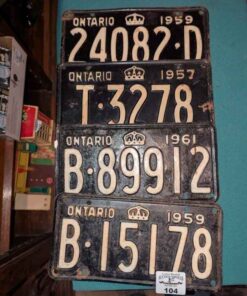 ONTARIO 1959
24082-D
ONTARIO 1957
T-3278
ONTARIO 1961
B-89912
ONTARIO 1959
B-15178
104